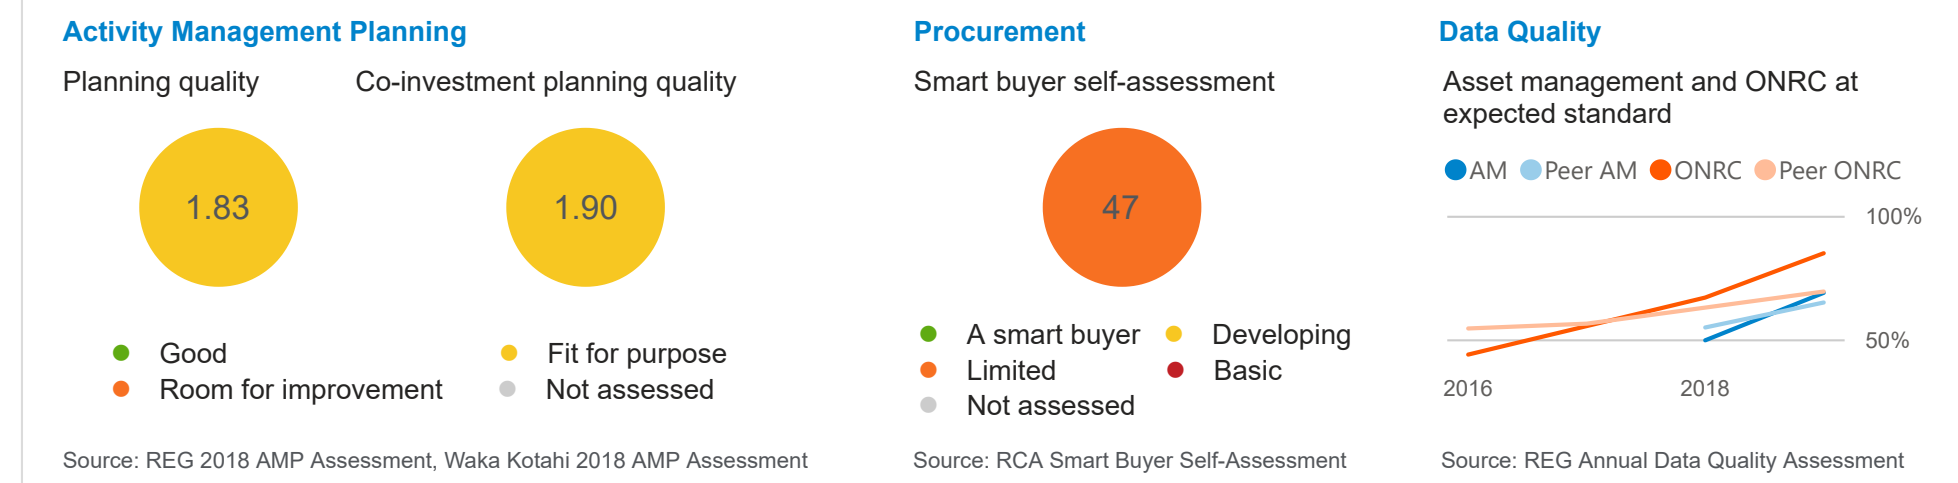 Activity Management Planning
Planning quality
Co-investment planning quality
1.83
1.90
Good
Fit for purpose
Room for improvement
Not assessed
Source: REG 2018 AMP Assessment, Waka Kotahi 2018 AMP Assessment
Procurement
Smart buyer self-assessment
47
A smart buyer
Developing
Limited
Basic
Not assessed
Source: RCA Smart Buyer Self-Assessment
Data Quality
Asset management and ONRC at
expected standard
AM Peer AM ONRC Peer ONRC
100%
50%
2016 2018
Source: REG Annual Data Quality Assessment